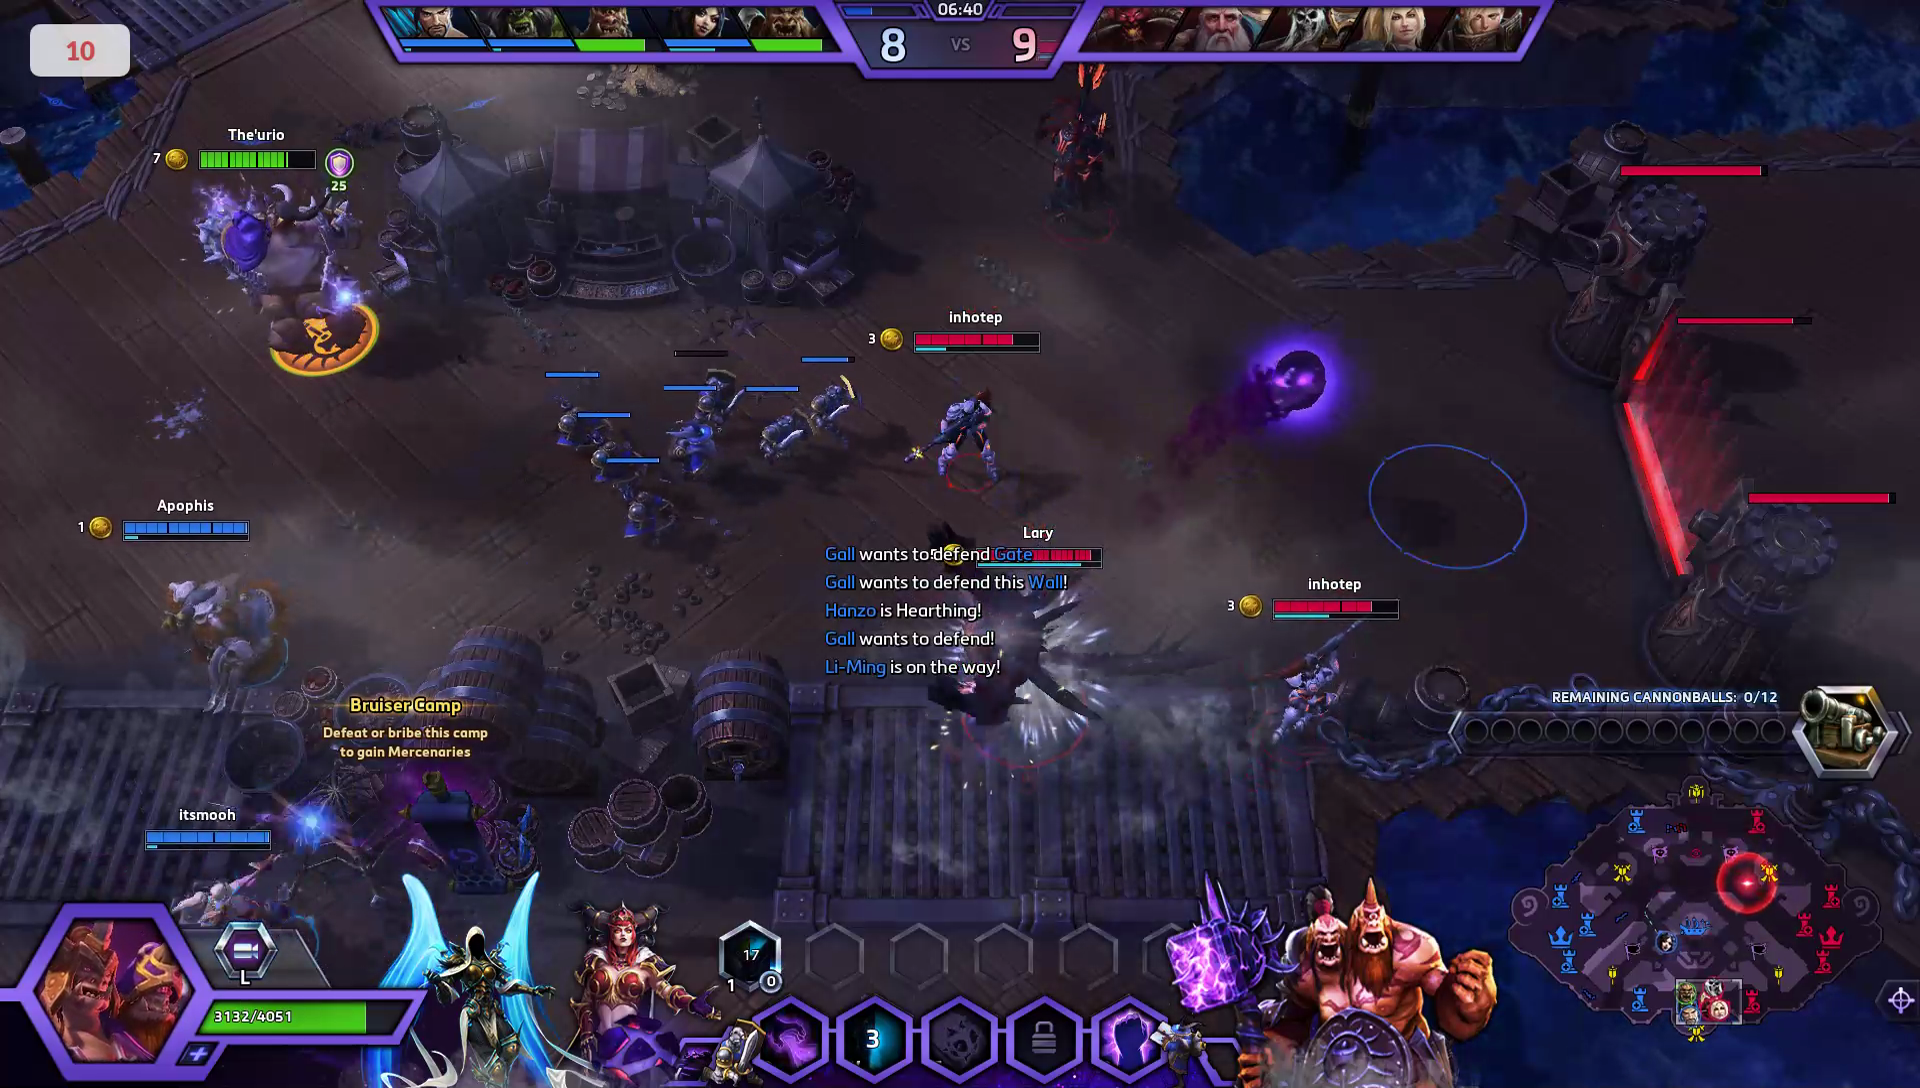 10
06:40
8 VS 9
The'urio
7
25
inhotep
3
Apophis
1
Lary
Gall wants to defend Gate
Gall wants to defend this Wall!
Hanzo is Hearthing!
Gall wants to defend!
Li-Ming is on the way!
inhotep
3
REMAINING CANNONBALLS: 0/12
Bruiser Camp
Defeat or bribe this camp
to gain Mercenaries
itsmooh
L
3132/4051
17
1
0
3